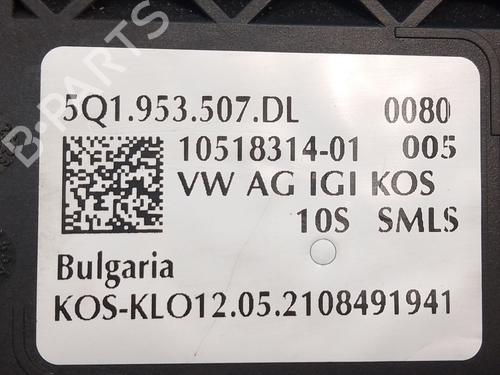 B-PARTS
5Q1.953.507.DL 0080
10518314-01 005
VW AG IGI KOS
10S SMLS
Bulgaria
KOS-KLO12.05.2108491941